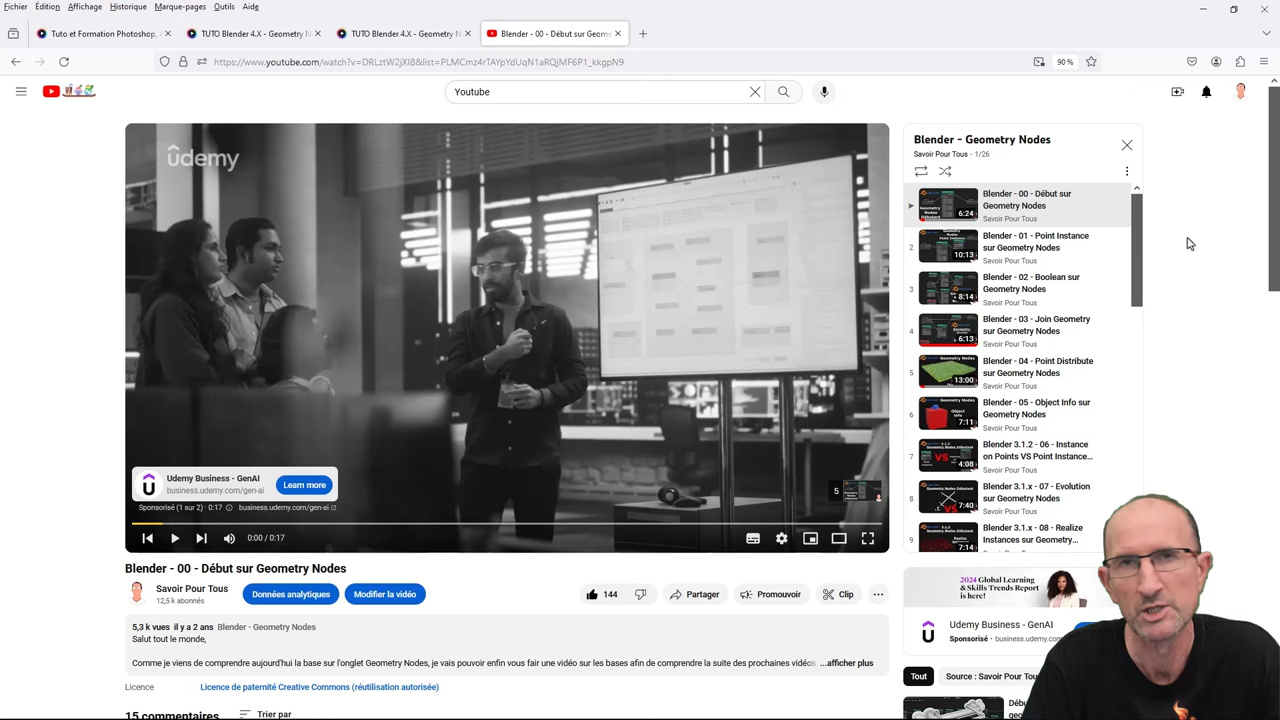 Fichier Édition Affichage Historique Marque-pages Outils Aide
Tuto et Formation Photoshop,
TUTO Blender 4.X - Geometry N
TUTO Blender 4.X - Geometry N
Blender - 00 - Début sur Geome
https://www.youtube.com/watch?v=DRLztW2jXI8&list=PLMCmz4rTAYpYdUqN1aRQjMF6P1_kkgpN9
90 %
Youtube
ûdemy
Udemy Business - GenAI
business.udemy.com/gen-ai
Learn more
Sponsorisé (1 sur 2) · 0:17
business.udemy.com/gen-ai
5
0:00 / 0:17
Blender - 00 - Début sur Geometry Nodes
Savoir Pour Tous
12,5 k abonnés
Données analytiques
Modifier la vidéo
144
Partager
Promouvoir
Clip
5,3 k vues il y a 2 ans Blender - Geometry Nodes
Salut tout le monde,
Comme je viens de comprendre aujourd'hui la base sur l'onglet Geometry Nodes, je vais pouvoir enfin vous faire une vidéo sur les bases afin de comprendre la suite des prochaines vidéos ...afficher plus
Licence
Licence de paternité Creative Commons (réutilisation autorisée)
15 commentaires
Trier par
Blender - Geometry Nodes
Savoir Pour Tous - 1/26
6:24
Blender - 00 - Début sur
Geometry Nodes
Savoir Pour Tous
2
10:13
Blender - 01 - Point Instance
sur Geometry Nodes
Savoir Pour Tous
3
8:14
Blender - 02 - Boolean sur
Geometry Nodes
Savoir Pour Tous
4
6:13
Blender - 03 - Join Geometry
sur Geometry Nodes
Savoir Pour Tous
5
13:00
Blender - 04 - Point Distribute
sur Geometry Nodes
Savoir Pour Tous
6
Object
Info
7:11
Blender - 05 - Object Info sur
Geometry Nodes
Savoir Pour Tous
7
VS
4:08
Blender 3.1.2 - 06 - Instance
on Points VS Point Instance...
Savoir Pour Tous
8
7:40
Blender 3.1.x - 07 - Evolution
sur Geometry Nodes
Savoir Pour Tous
9
7:14
Blender 3.1.x - 08 - Realize
Instances sur Geometry...
2024 Global Learning
& Skills Trends Report
is here!
Udemy Business - GenAI
Sponsorisé · business.udemy.com
Tout
Source : Savoir Pour Tou